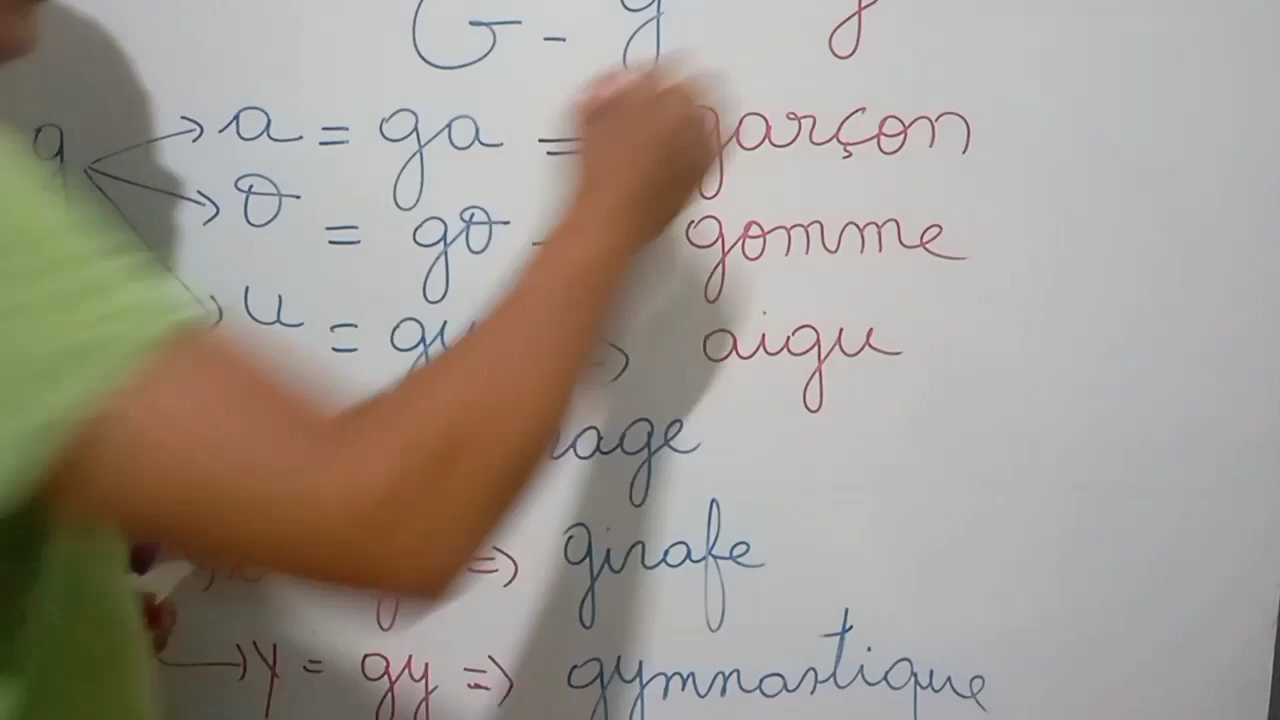 G - g g
g → a = ga = garçon
→ o = go - gomme
→ u = gu => aigu
age
=> girafe
→ y = gy => gymnastique